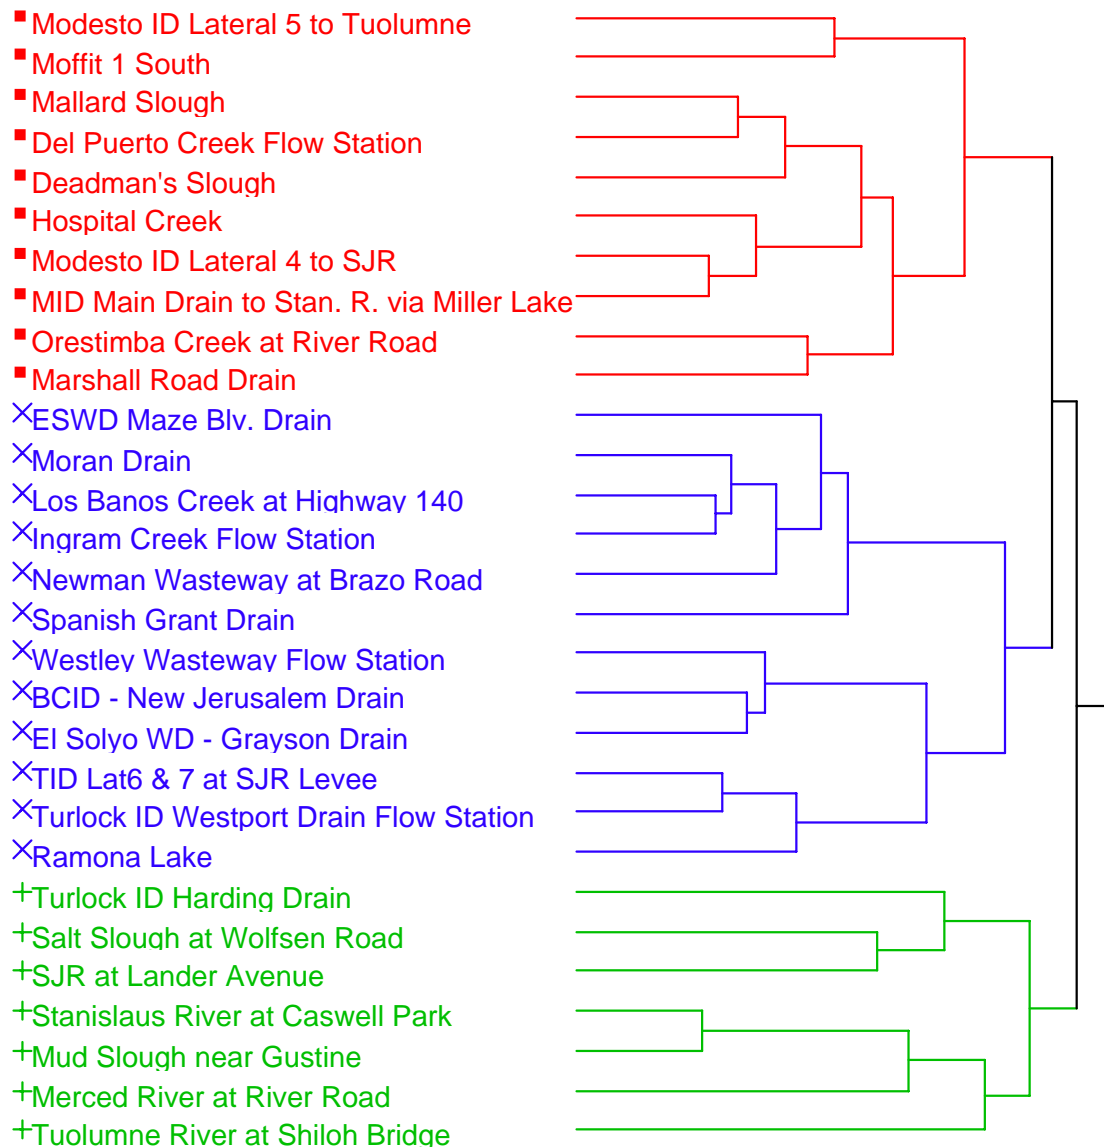 Modesto ID Lateral 5 to Tuolumne
Moffit 1 South
Mallard Slough
Del Puerto Creek Flow Station
Deadman's Slough
Hospital Creek
Modesto ID Lateral 4 to SJR
MID Main Drain to Stan. R. via Miller Lake
Orestimba Creek at River Road
Marshall Road Drain
ESWD Maze Blv. Drain
Moran Drain
Los Banos Creek at Highway 140
Ingram Creek Flow Station
Newman Wasteway at Brazo Road
Spanish Grant Drain
Westley Wasteway Flow Station
BCID - New Jerusalem Drain
El Solyo WD - Grayson Drain
TID Lat6 & 7 at SJR Levee
Turlock ID Westport Drain Flow Station
Ramona Lake
Turlock ID Harding Drain
Salt Slough at Wolfsen Road
SJR at Lander Avenue
Stanislaus River at Caswell Park
Mud Slough near Gustine
Merced River at River Road
Tuolumne River at Shiloh Bridge